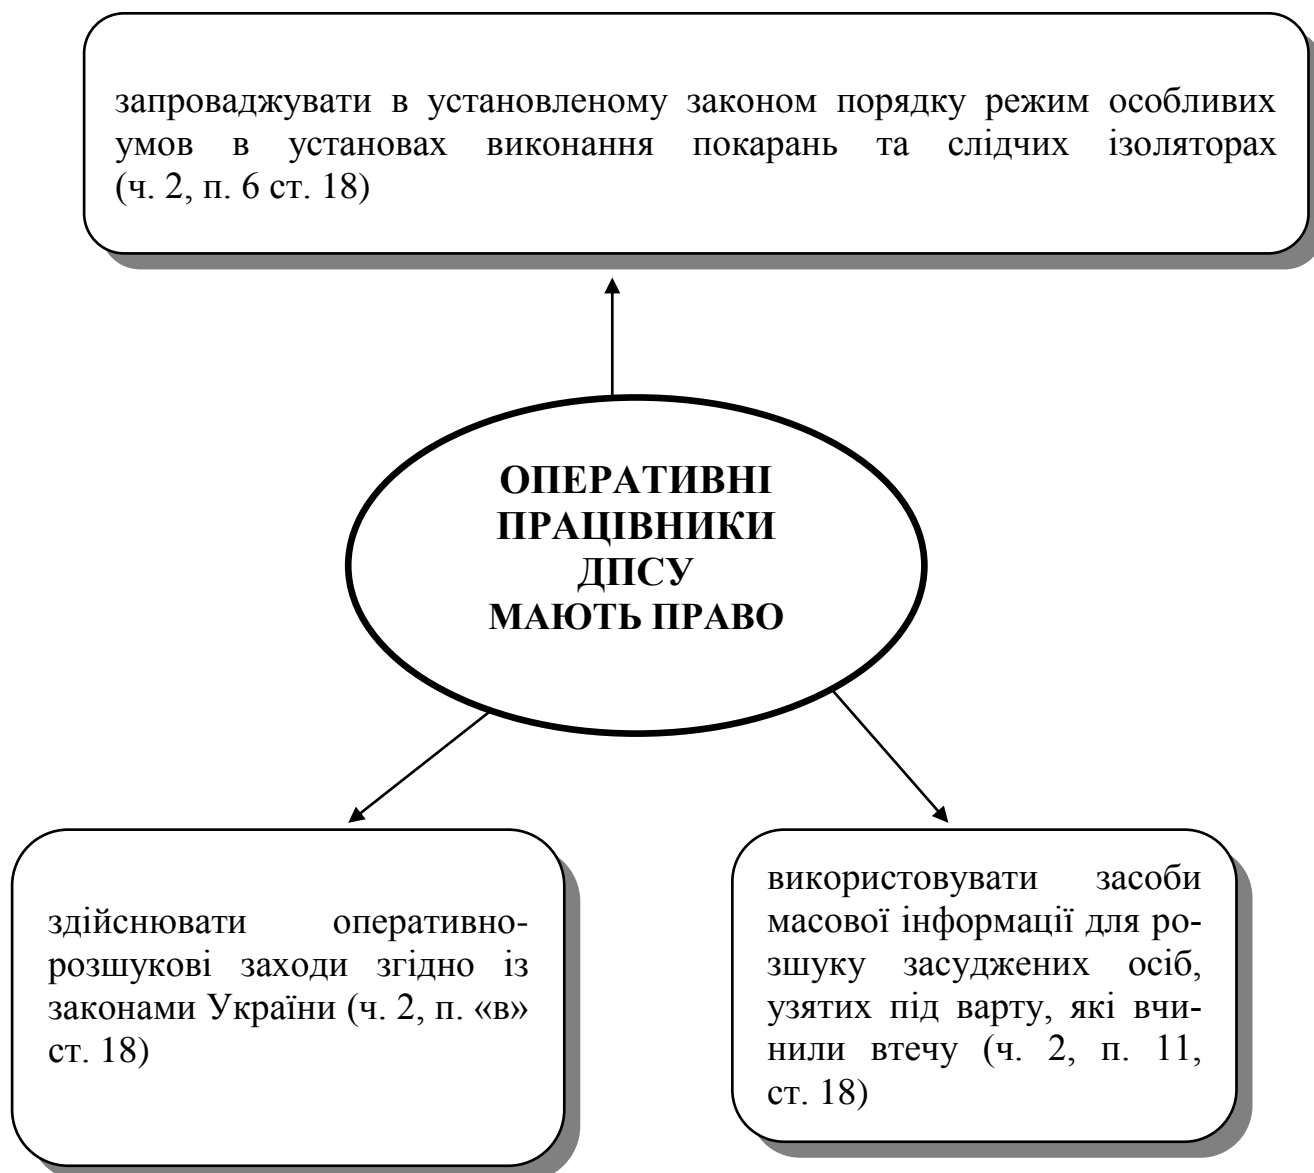 запроваджувати в установленому законом порядку режим особливих
умов в установах виконання покарань та слідчих ізоляторах
(ч. 2, п. 6 ст. 18)
ОПЕРАТИВНІ
ПРАЦІВНИКИ
ДПСУ
МАЮТЬ ПРАВО
здійснювати оперативно-
розшукові заходи згідно із
законами України (ч. 2, п. «в»
ст. 18)
використовувати засоби
масової інформації для ро-
зшуку засуджених осіб,
узятих під варту, які вчи-
нили втечу (ч. 2, п. 11,
ст. 18)